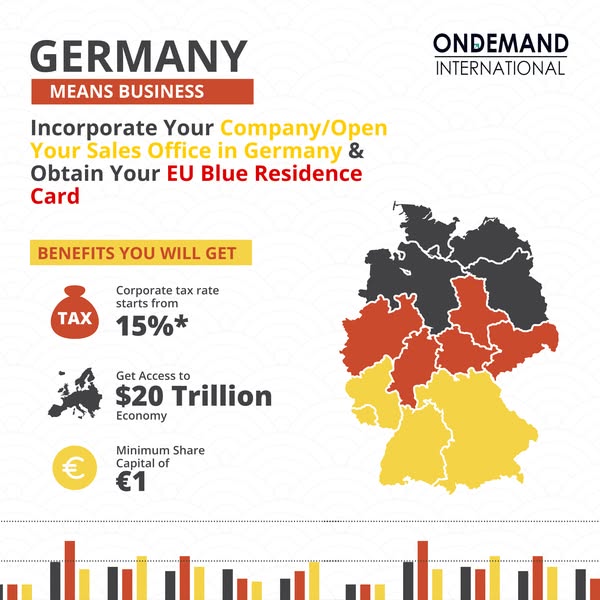 GERMANY
MEANS BUSINESS
ONDEMAND
INTERNATIONAL
Incorporate Your Company/Open
Your Sales Office in Germany &
Obtain Your EU Blue Residence
Card
BENEFITS YOU WILL GET
TAX
Corporate tax rate
starts from
15%*
Get Access to
$20 Trillion
Economy
€
Minimum Share
Capital of
€1